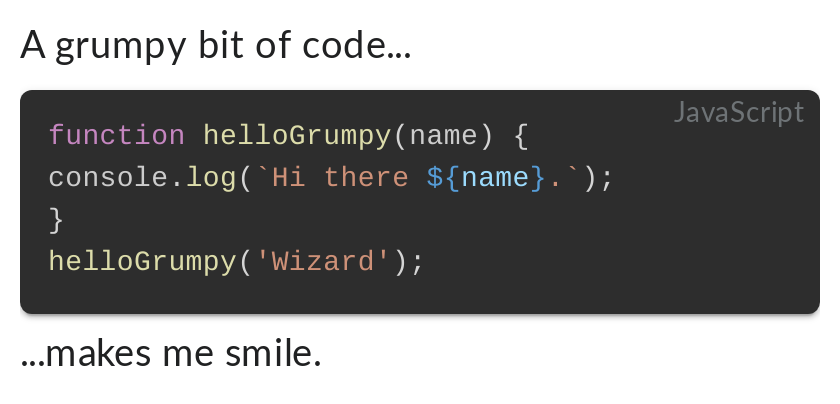 A grumpy bit of code...
JavaScript
function helloGrumpy(name) {
console.log(`Hi there ${name}.`);
}
helloGrumpy('Wizard');
...makes me smile.